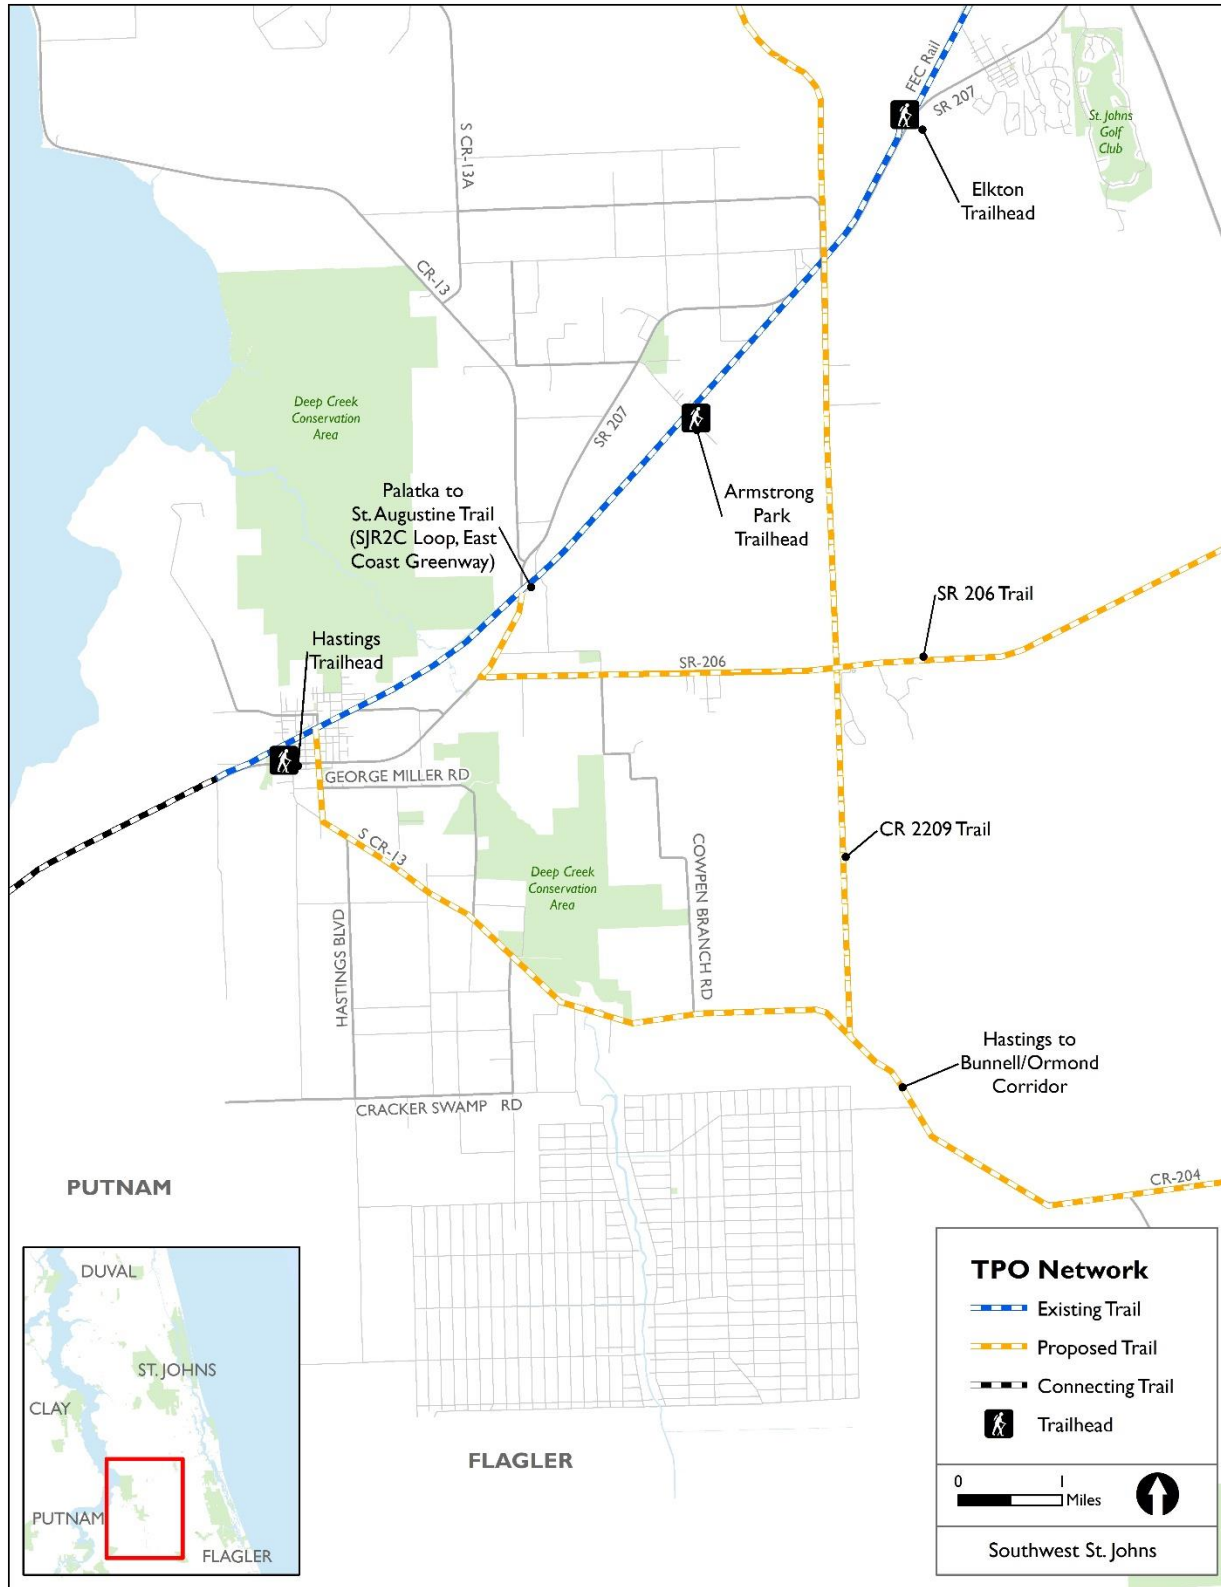 FEC Rail
SR 207
St. Johns
Golf
Club
S CR-13A
Elkton
Trailhead
CR-13
Deep Creek
Conservation
Area
SR 207
Palatka to
St. Augustine Trail
(SJR2C Loop, East
Coast Greenway)
Armstrong
Park
Trailhead
SR 206 Trail
Hastings
Trailhead
SR-206
GEORGE MILLER RD
S CR-13
CR 2209 Trail
Deep Creek
Conservation
Area
COWPEN BRANCH RD
HASTINGS BLVD
Hastings to
Bunnell/Ormond
Corridor
CRACKER SWAMP RD
CR-204
PUTNAM
FLAGLER
DUVAL
ST. JOHNS
CLAY
PUTNAM
FLAGLER
TPO Network
Existing Trail
Proposed Trail
Connecting Trail
Trailhead
0 1
Miles
Southwest St. Johns